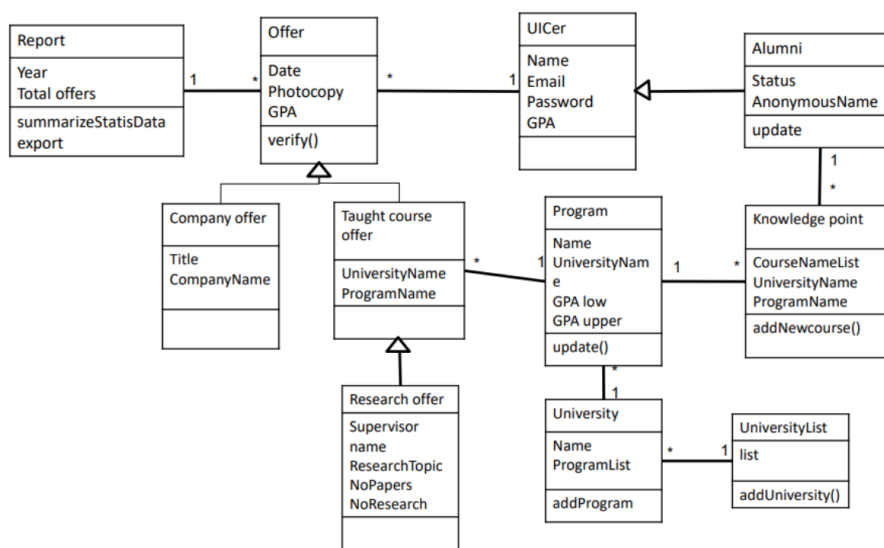 Report
Year
Total offers
summarizeStatisData
export
1
*
Offer
Date
Photocopy
GPA
verify()
*
1
UICer
Name
Email
Password
GPA
Alumni
Status
AnonymousName
update
1
*
Company offer
Title
CompanyName
Taught course
offer
UniversityName
ProgramName
*
1
Program
Name
UniversityNam
e
GPA low
GPA upper
update()
1
*
Knowledge point
CourseNameList
UniversityName
ProgramName
addNewcourse()
*
1
Research offer
Supervisor
name
ResearchTopic
NoPapers
NoResearch
University
Name
ProgramList
addProgram
*
1
UniversityList
list
addUniversity()